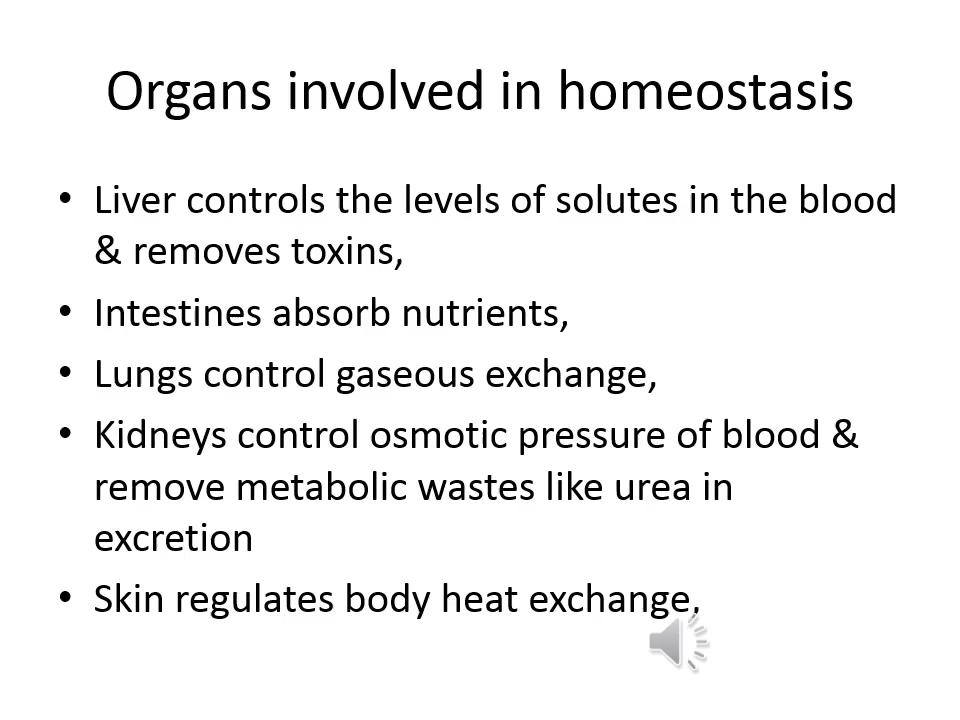 Organs involved in homeostasis
• Liver controls the levels of solutes in the blood
& removes toxins,
• Intestines absorb nutrients,
• Lungs control gaseous exchange,
• Kidneys control osmotic pressure of blood &
remove metabolic wastes like urea in
excretion
• Skin regulates body heat exchange,